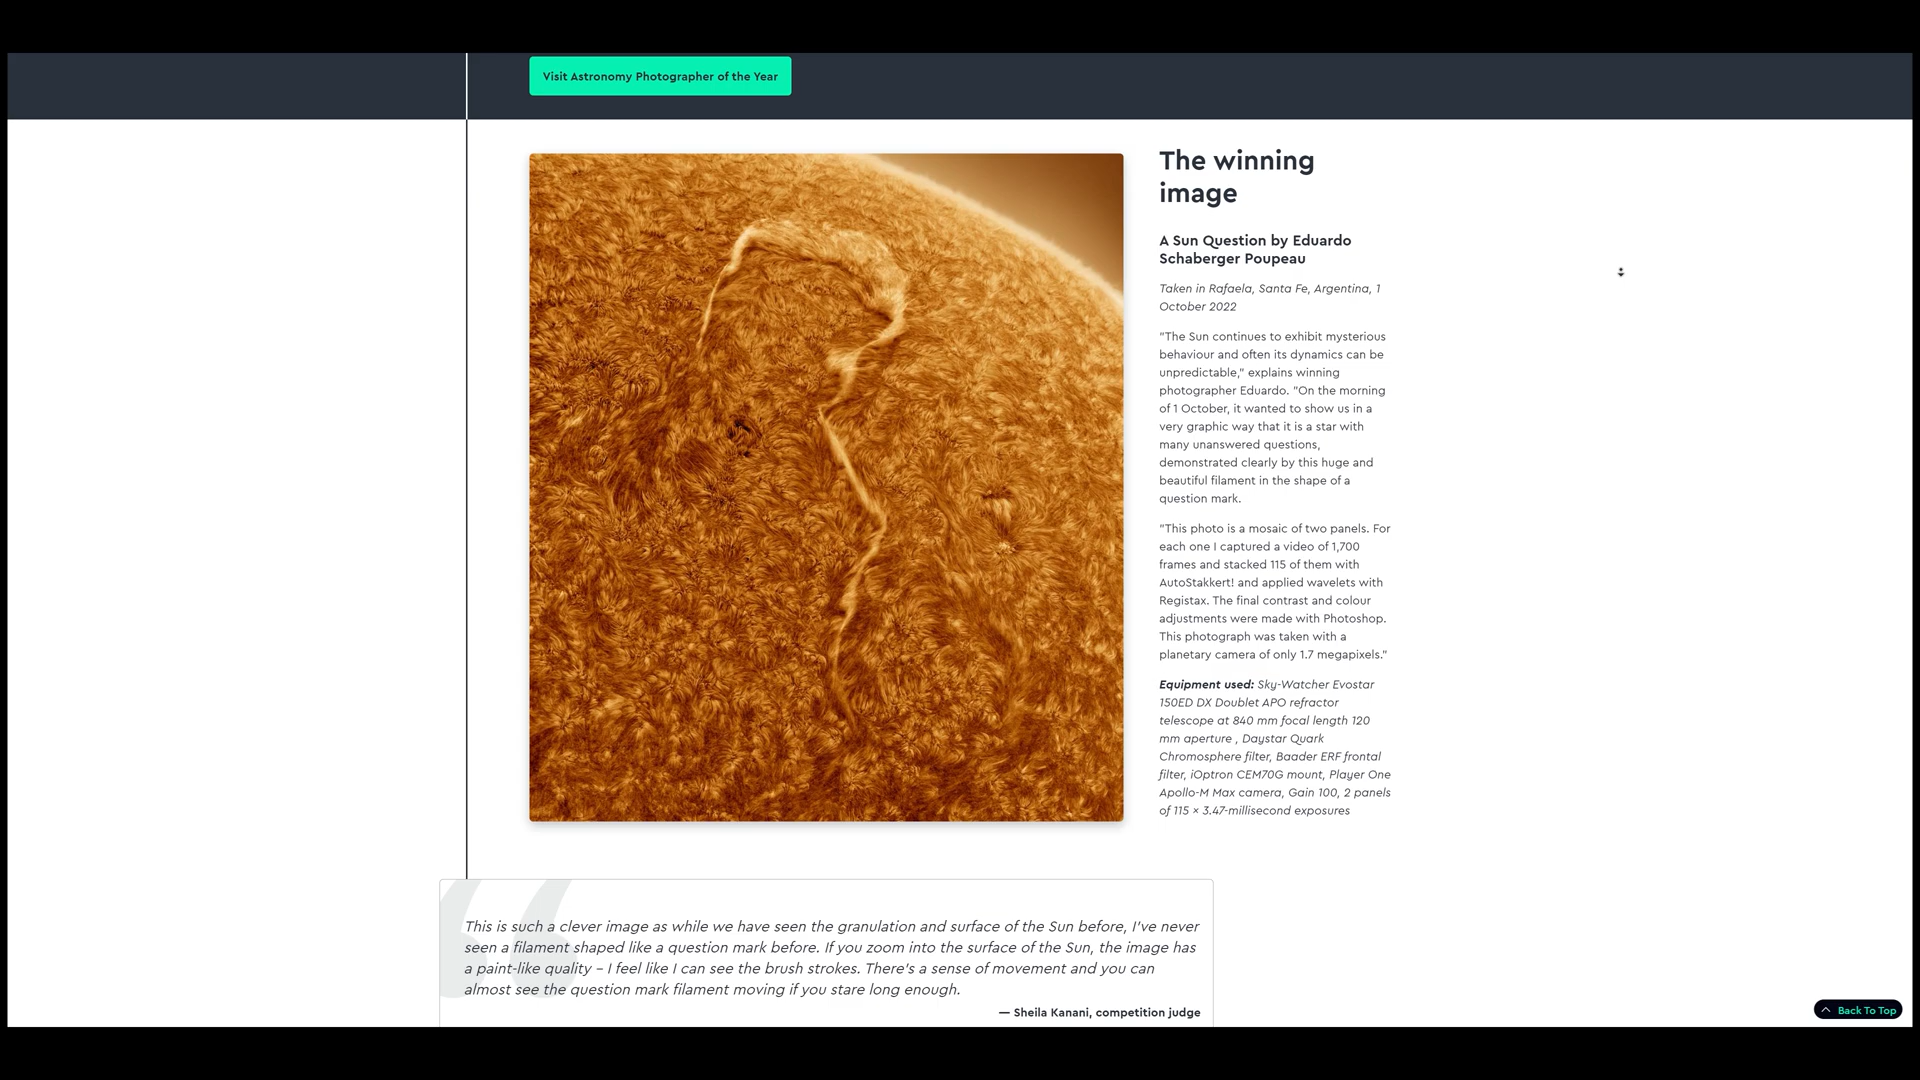 Visit Astronomy Photographer of the Year
The winning
image
A Sun Question by Eduardo
Schaberger Poupeau
Taken in Rafaela, Santa Fe, Argentina, 1
October 2022
"The Sun continues to exhibit mysterious
behaviour and often its dynamics can be
unpredictable," explains winning
photographer Eduardo. "On the morning
of 1 October, it wanted to show us in a
very graphic way that it is a star with
many unanswered questions,
demonstrated clearly by this huge and
beautiful filament in the shape of a
question mark.
"This photo is a mosaic of two panels. For
each one I captured a video of 1,700
frames and stacked 115 of them with
AutoStakkert! and applied wavelets with
Registax. The final contrast and colour
adjustments were made with Photoshop.
This photograph was taken with a
planetary camera of only 1.7 megapixels."
Equipment used: Sky-Watcher Evostar
150ED DX Doublet APO refractor
telescope at 840 mm focal length 120
mm aperture , Daystar Quark
Chromosphere filter, Baader ERF frontal
filter, iOptron CEM70G mount, Player One
Apollo-M Max camera, Gain 100, 2 panels
of 115 × 3.47-millisecond exposures
This is such a clever image as while we have seen the granulation and surface of the Sun before, I've never
seen a filament shaped like a question mark before. If you zoom into the surface of the Sun, the image has
a paint-like quality – I feel like I can see the brush strokes. There's a sense of movement and you can
almost see the question mark filament moving if you stare long enough.
— Sheila Kanani, competition judge
Back To Top